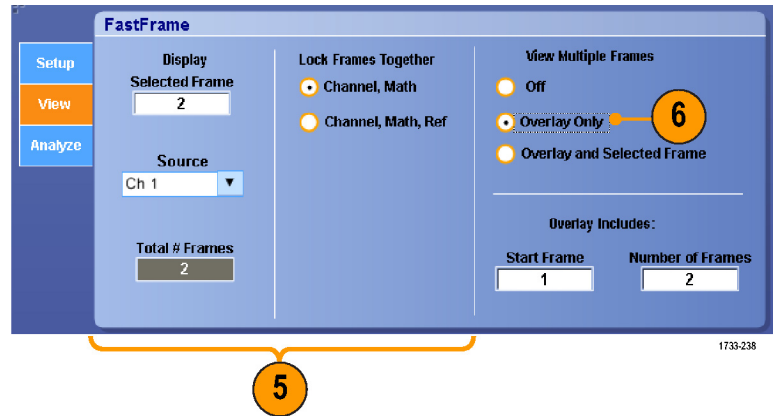 FastFrame
Setup
View
Analyze
Display
Selected Frame
2
Source
Ch 1
Total # Frames
2
Lock Frames Together
Channel, Math
Channel, Math, Ref
View Multiple Frames
Off
Overlay Only
6
Overlay and Selected Frame
Overlay Includes:
Start Frame
1
Number of Frames
2
1733-238
5